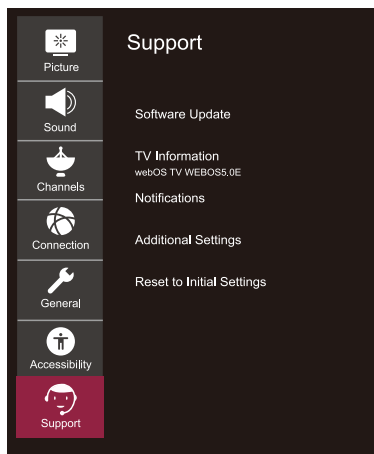 Picture
Sound
Channels
Connection
General
Accessibility
Support
Support
Software Update
TV Information
webOS TV WEBOS5.0E
Notifications
Additional Settings
Reset to Initial Settings